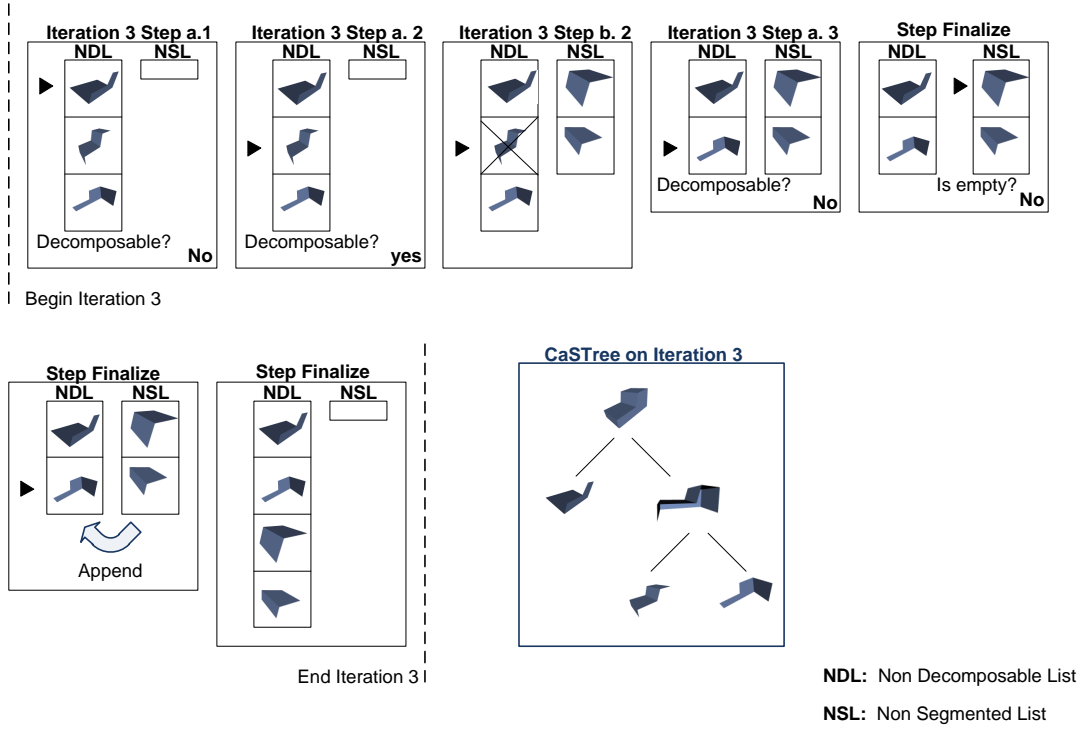 Iteration 3 Step a.1
NDL NSL
Decomposable?
No
Iteration 3 Step a. 2
NDL NSL
Decomposable?
yes
Iteration 3 Step b. 2
NDL NSL
Iteration 3 Step a. 3
NDL NSL
Decomposable?
No
Step Finalize
NDL NSL
Is empty?
No
Begin Iteration 3
Step Finalize
NDL NSL
Append
Step Finalize
NDL NSL
End Iteration 3
CaSTree on Iteration 3
NDL: Non Decomposable List
NSL: Non Segmented List